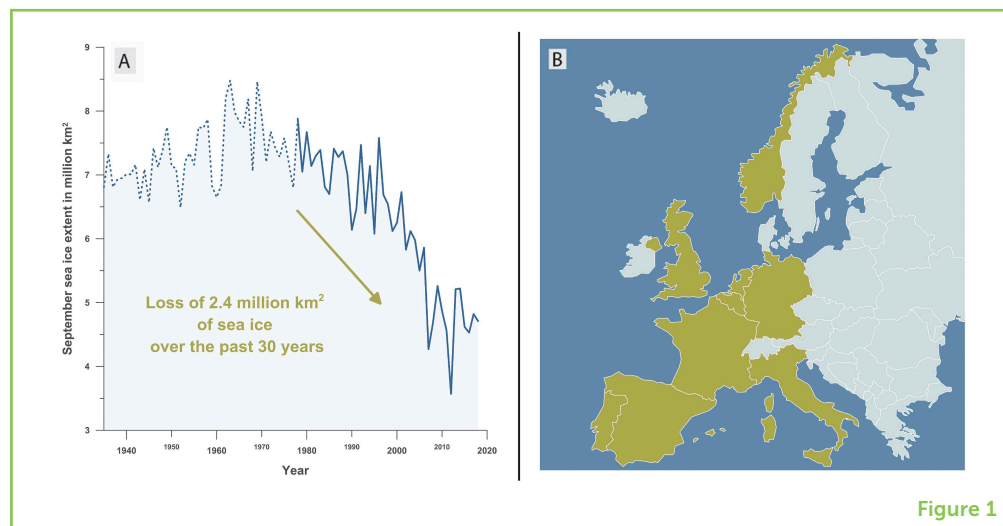 A
September sea ice extent in million km²
9
8
7
6
5
4
3
Loss of 2.4 million km²
of sea ice
over the past 30 years
1940
1950
1960
1970
1980
1990
2000
2010
2020
Year
B
Figure 1